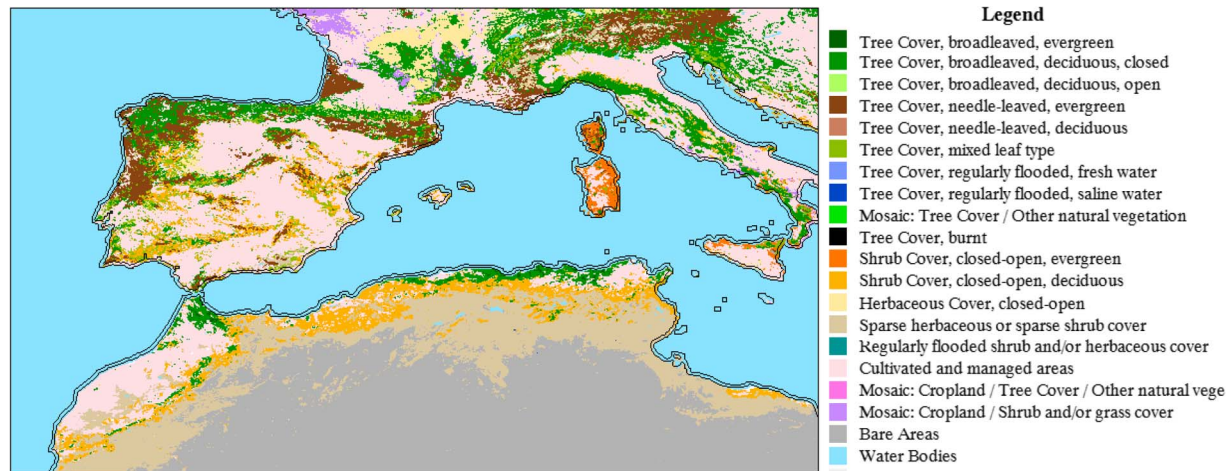 Legend
Tree Cover, broadleaved, evergreen
Tree Cover, broadleaved, deciduous, closed
Tree Cover, broadleaved, deciduous, open
Tree Cover, needle-leaved, evergreen
Tree Cover, needle-leaved, deciduous
Tree Cover, mixed leaf type
Tree Cover, regularly flooded, fresh water
Tree Cover, regularly flooded, saline water
Mosaic: Tree Cover / Other natural vegetation
Tree Cover, burnt
Shrub Cover, closed-open, evergreen
Shrub Cover, closed-open, deciduous
Herbaceous Cover, closed-open
Sparse herbaceous or sparse shrub cover
Regularly flooded shrub and/or herbaceous cover
Cultivated and managed areas
Mosaic: Cropland / Tree Cover / Other natural vege
Mosaic: Cropland / Shrub and/or grass cover
Bare Areas
Water Bodies